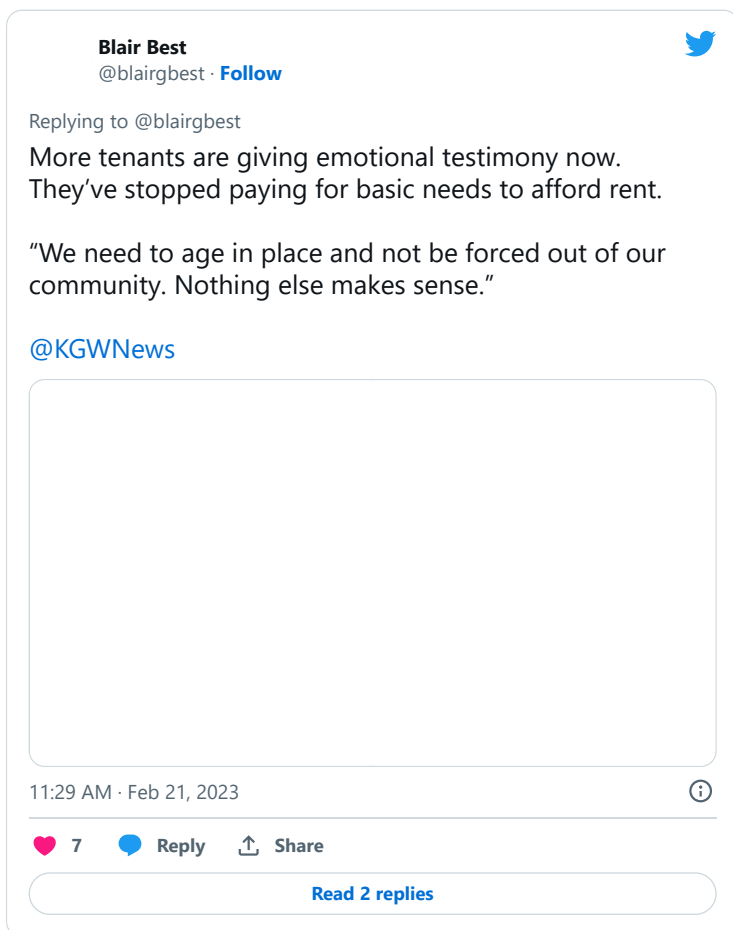 Blair Best
@blairgbest · Follow
Replying to @blairgbest
More tenants are giving emotional testimony now.
They’ve stopped paying for basic needs to afford rent.
“We need to age in place and not be forced out of our
community. Nothing else makes sense.”
@KGWNews
11:29 AM · Feb 21, 2023
7 Reply Share
Read 2 replies